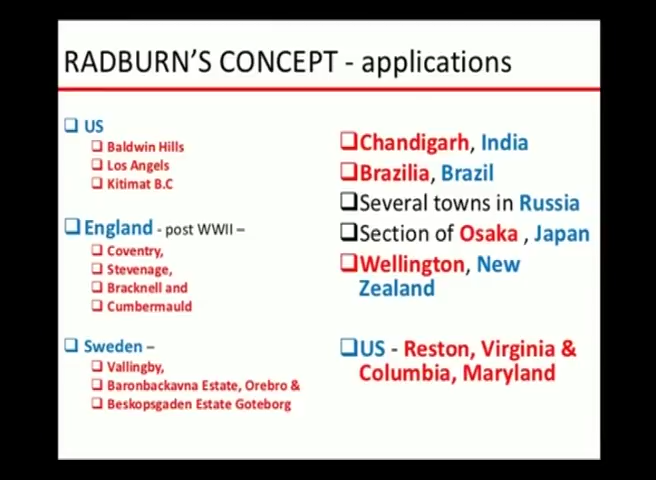 RADBURN'S CONCEPT - applications
US
Baldwin Hills
Los Angels
Kitimat B.C
England - post WWII –
Coventry,
Stevenage,
Bracknell and
Cumbermauld
Sweden –
Vallingby,
Baronbackavna Estate, Orebro &
Beskopsgaden Estate Goteborg
Chandigarh, India
Brazilia, Brazil
Several towns in Russia
Section of Osaka , Japan
Wellington, New
Zealand
US - Reston, Virginia &
Columbia, Maryland